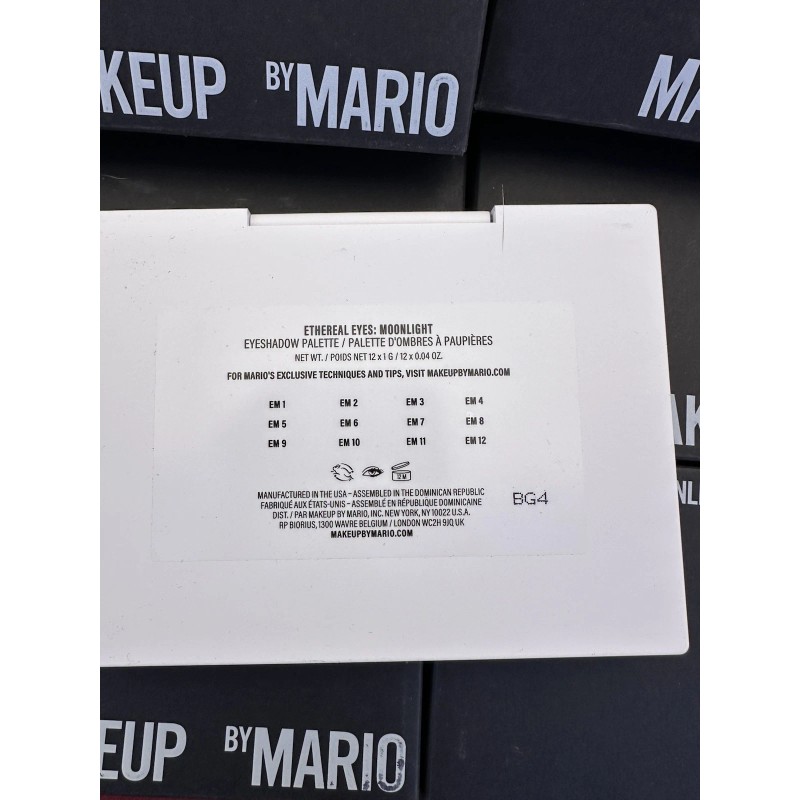 KEUP BY MARIO
MA
ETHEREAL EYES: MOONLIGHT
EYESHADOW PALETTE / PALETTE D'OMBRES À PAUPIÈRES
NET WT. / POIDS NET 12 x 1 G / 12 x 0.04 OZ.
FOR MARIO'S EXCLUSIVE TECHNIQUES AND TIPS, VISIT MAKEUPBYMARIO.COM
EM 1 EM 2 EM 3 EM 4
EM 5 EM 6 EM 7 EM 8
EM 9 EM 10 EM 11 EM 12
12 M
MANUFACTURED IN THE USA – ASSEMBLED IN THE DOMINICAN REPUBLIC
FABRIQUÉ AUX ÉTATS-UNIS – ASSEMBLÉ EN RÉPUBLIQUE DOMINICAINE
DIST. / PAR MAKEUP BY MARIO, INC. NEW YORK, NY 10022 U.S.A.
RP BIORIUS, 1300 WAVRE BELGIUM / LONDON WC2H 9JQ UK
MAKEUPBYMARIO.COM
BG4
AK
NL
EUP BY MARIO